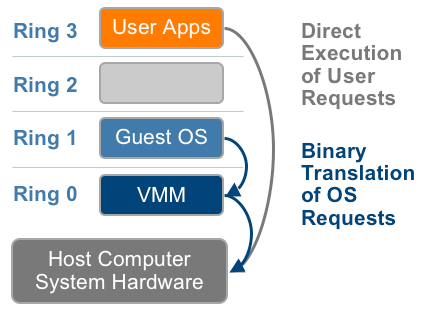 Ring 3
User Apps
Direct
Execution
of User
Requests
Ring 2
Ring 1
Guest OS
Binary
Translation
of OS
Requests
Ring 0
VMM
Host Computer
System Hardware